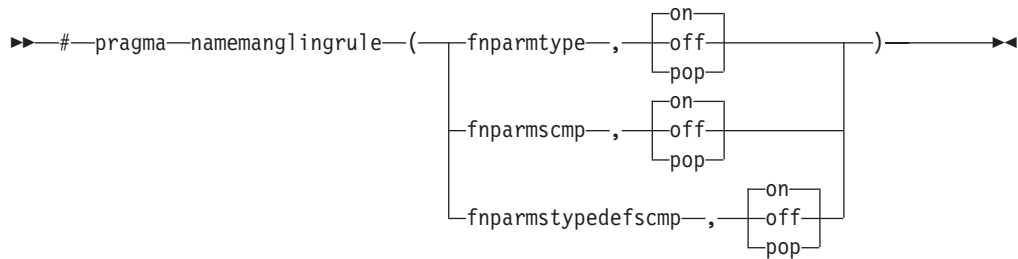 on
# pragma namemanglingrule ( fnparmtype , off )
pop
on
fnparmscmp , off
pop
on
fnparmstypedefscmp , off
pop